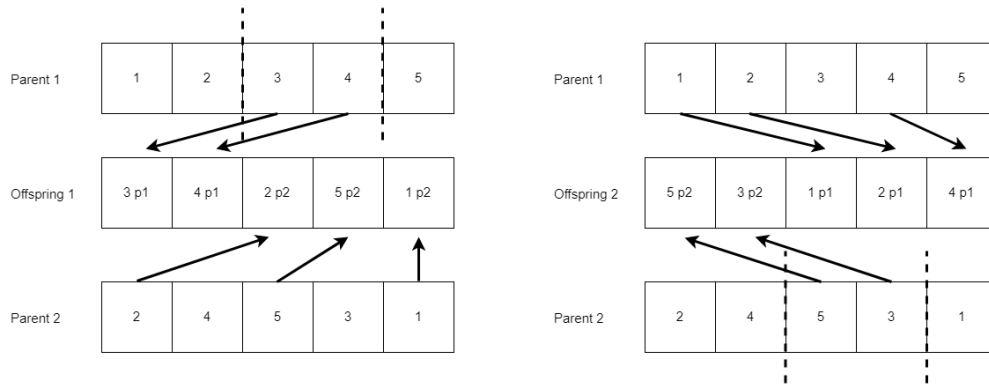 Parent 1 1 2 3 4 5
Offspring 1 3 p1 4 p1 2 p2 5 p2 1 p2
Parent 2 2 4 5 3 1
Parent 1 1 2 3 4 5
Offspring 2 5 p2 3 p2 1 p1 2 p1 4 p1
Parent 2 2 4 5 3 1